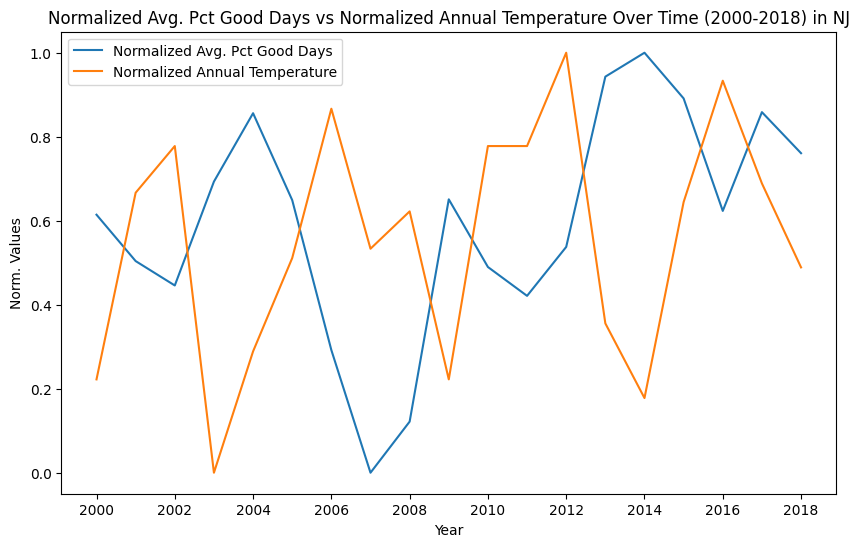 Normalized Avg. Pct Good Days vs Normalized Annual Temperature Over Time (2000-2018) in NJ
Normalized Avg. Pct Good Days
Normalized Annual Temperature
1.0
0.8
0.6
0.4
0.2
0.0
Norm. Values
2000 2002 2004 2006 2008 2010 2012 2014 2016 2018
Year